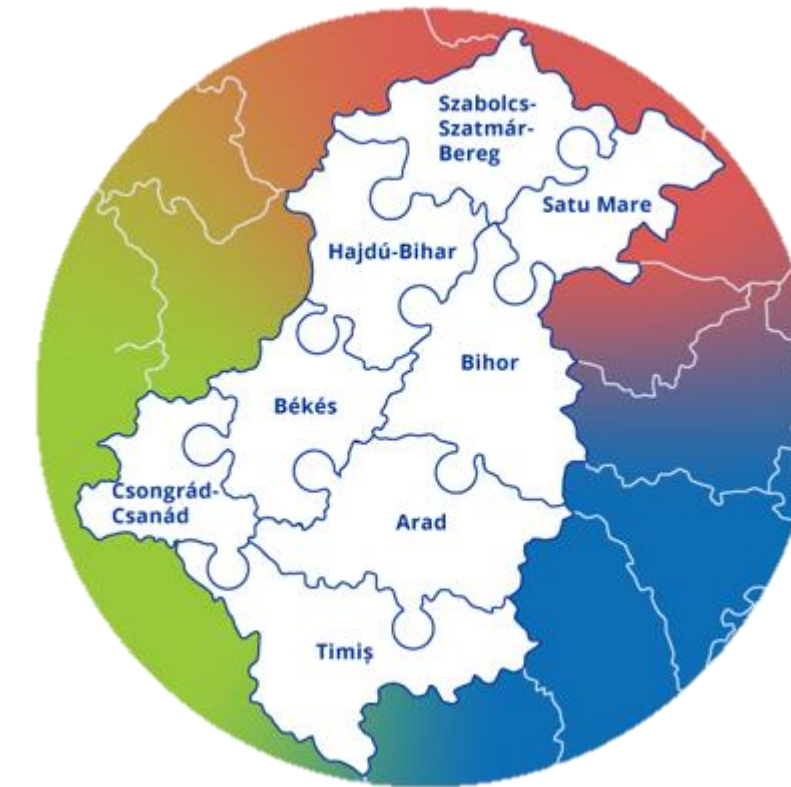 Szabolcs-
Szatmár-
Bereg
Satu Mare
Hajdú-Bihar
Bihor
Békés
Csongrád-
Csanád
Arad
Timiș